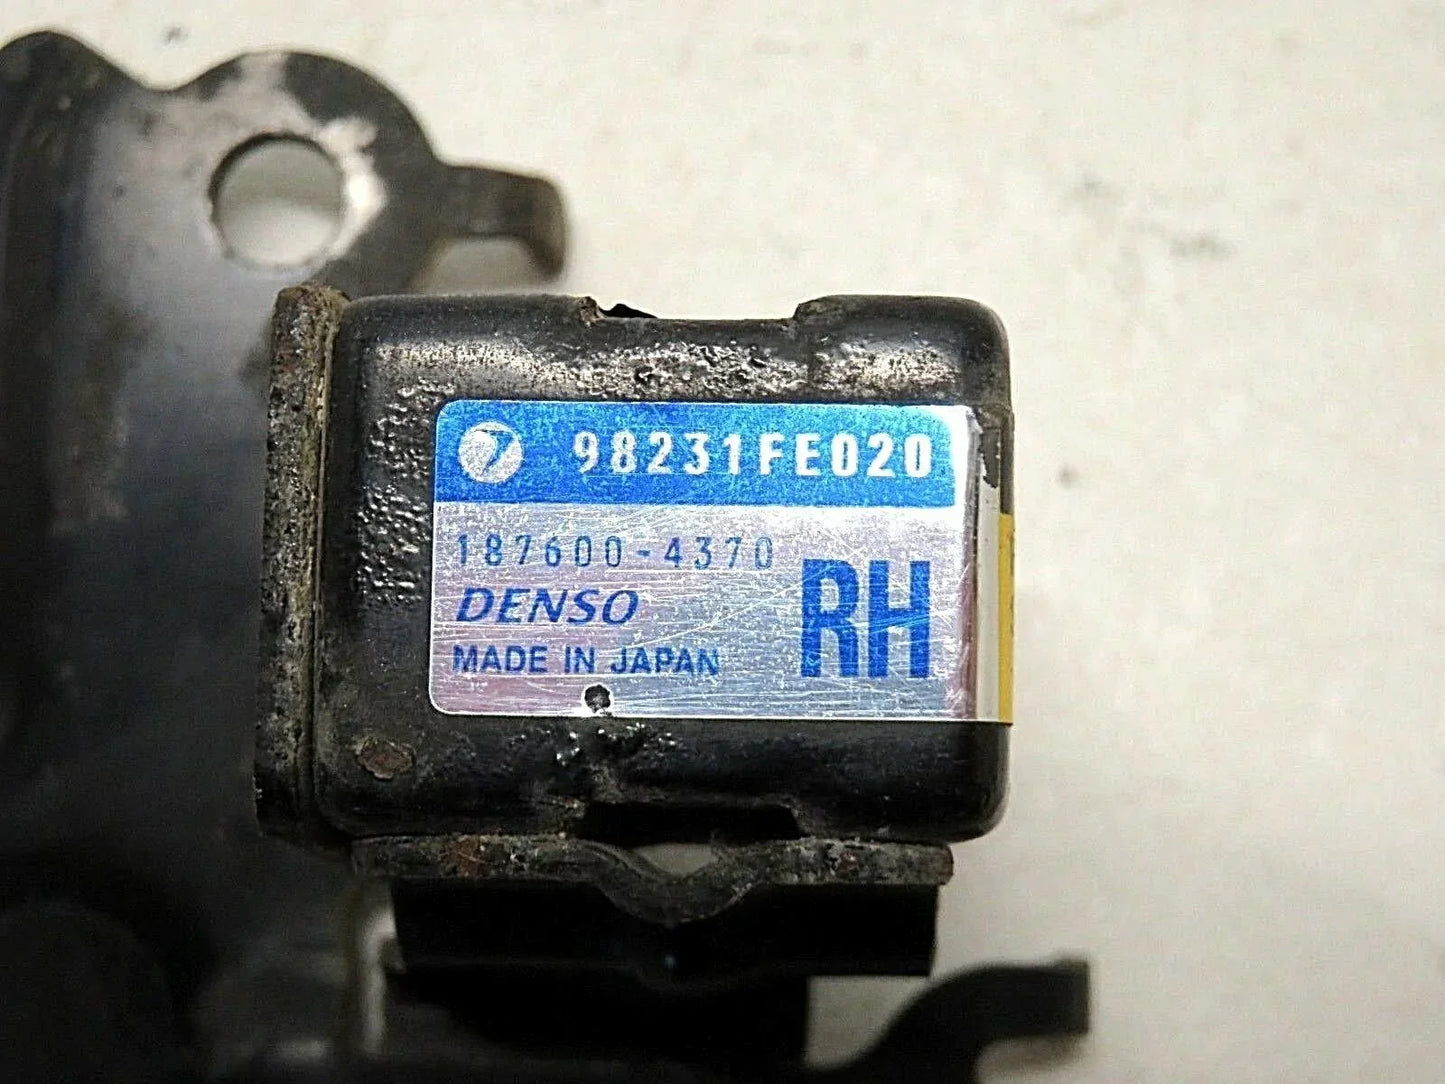 98231FE020
187600-4370
RH
DENSO
MADE IN JAPAN